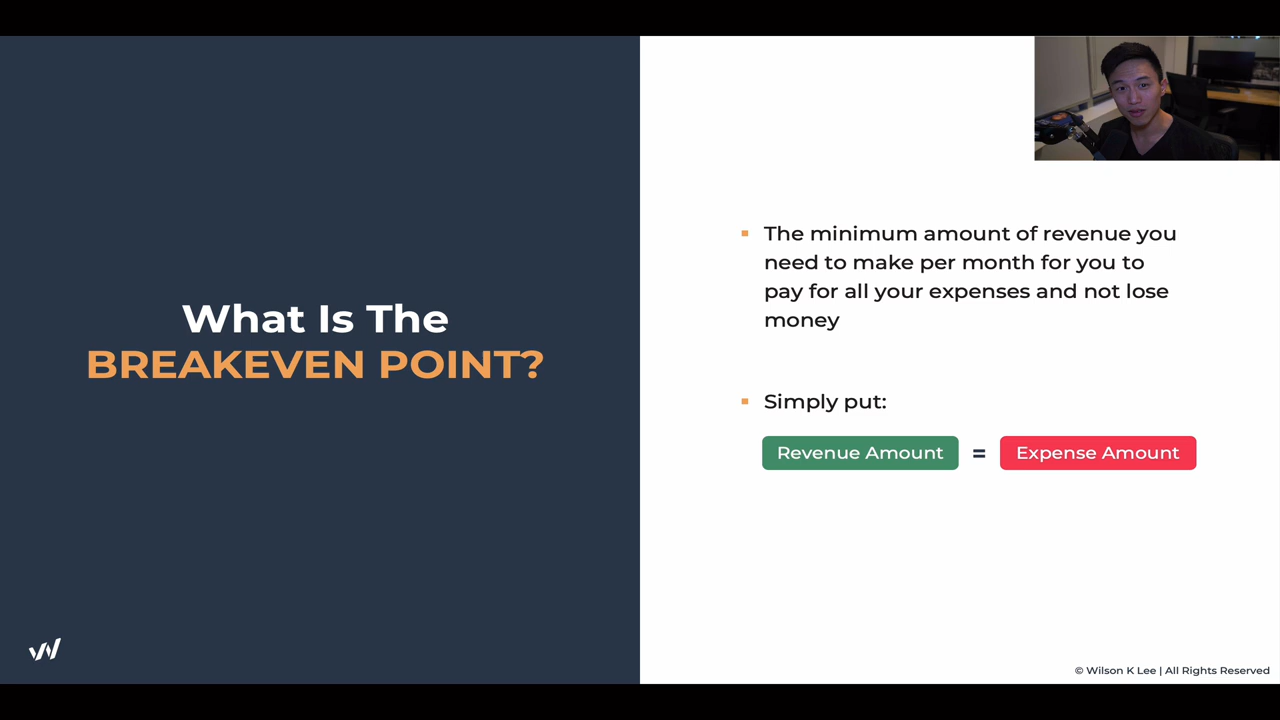 What Is The
BREAKEVEN POINT?
The minimum amount of revenue you
need to make per month for you to
pay for all your expenses and not lose
money
Simply put:
Revenue Amount = Expense Amount
© Wilson K Lee | All Rights Reserved